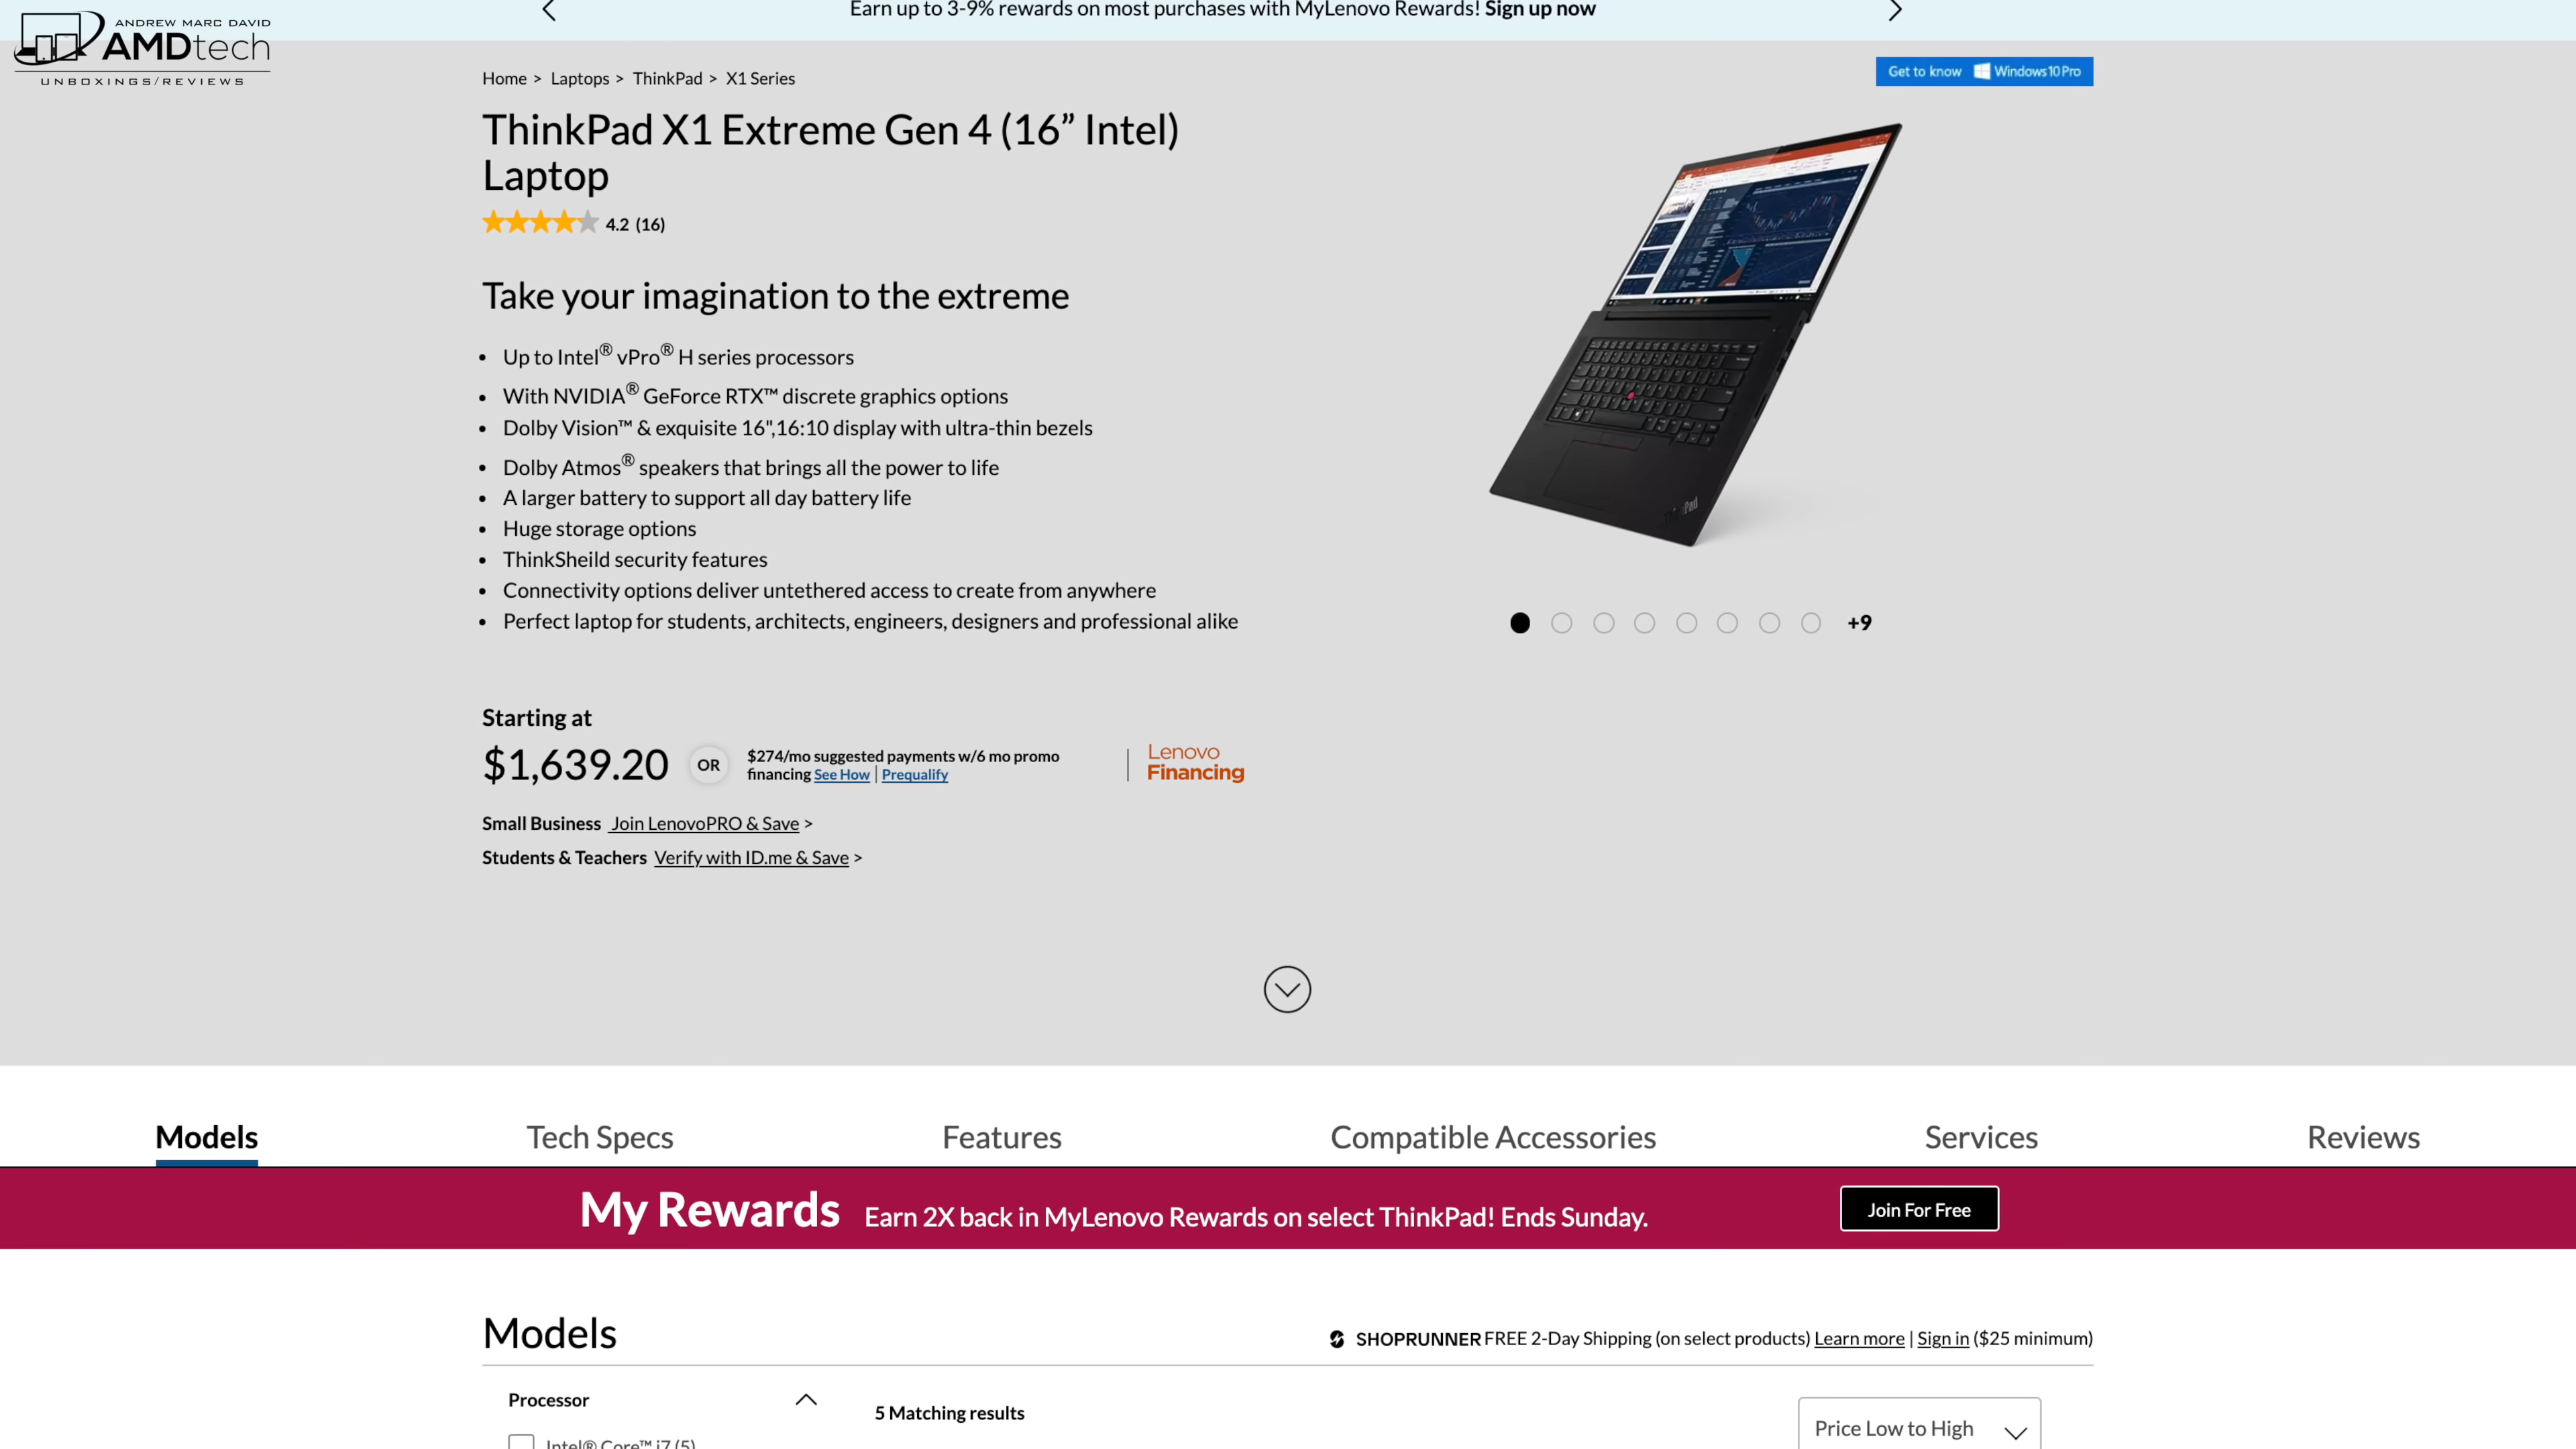 Earn up to 3-9% rewards on most purchases with MyLenovo Rewards! Sign up now
ANDREW MARC DAVID
AMDtech
UNBOXINGS/REVIEWS
Home > Laptops > ThinkPad > X1 Series
Get to know Windows 10 Pro
ThinkPad X1 Extreme Gen 4 (16” Intel)
Laptop
4.2 (16)
Take your imagination to the extreme
• Up to Intel® vPro® H series processors
• With NVIDIA® GeForce RTX™ discrete graphics options
• Dolby Vision™ & exquisite 16",16:10 display with ultra-thin bezels
• Dolby Atmos® speakers that brings all the power to life
• A larger battery to support all day battery life
• Huge storage options
• ThinkSheild security features
• Connectivity options deliver untethered access to create from anywhere
• Perfect laptop for students, architects, engineers, designers and professional alike
ThinkPad
+9
Starting at
$1,639.20 OR $274/mo suggested payments w/6 mo promo
financing See How | Prequalify
Lenovo
Financing
Small Business Join LenovoPRO & Save >
Students & Teachers Verify with ID.me & Save >
Models Tech Specs Features Compatible Accessories Services Reviews
My Rewards Earn 2X back in MyLenovo Rewards on select ThinkPad! Ends Sunday. Join For Free
Models
SHOPRUNNER FREE 2-Day Shipping (on select products) Learn more | Sign in ($25 minimum)
Processor
5 Matching results
Price Low to High
Intel® Core™ i7 (5)